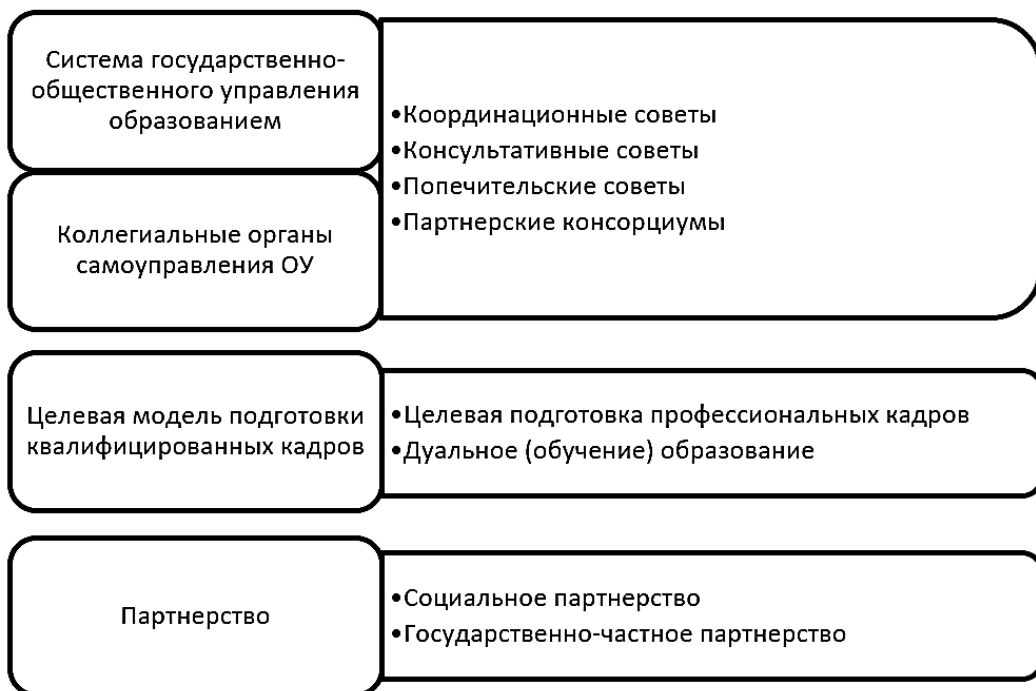 Система государственно-
общественного управления
образованием
Коллегиальные органы
самоуправления ОУ
•Координационные советы
•Консультативные советы
•Попечительские советы
•Партнерские консорциумы
Целевая модель подготовки
квалифицированных кадров
•Целевая подготовка профессиональных кадров
•Дуальное (обучение) образование
Партнерство
•Социальное партнерство
•Государственно-частное партнерство